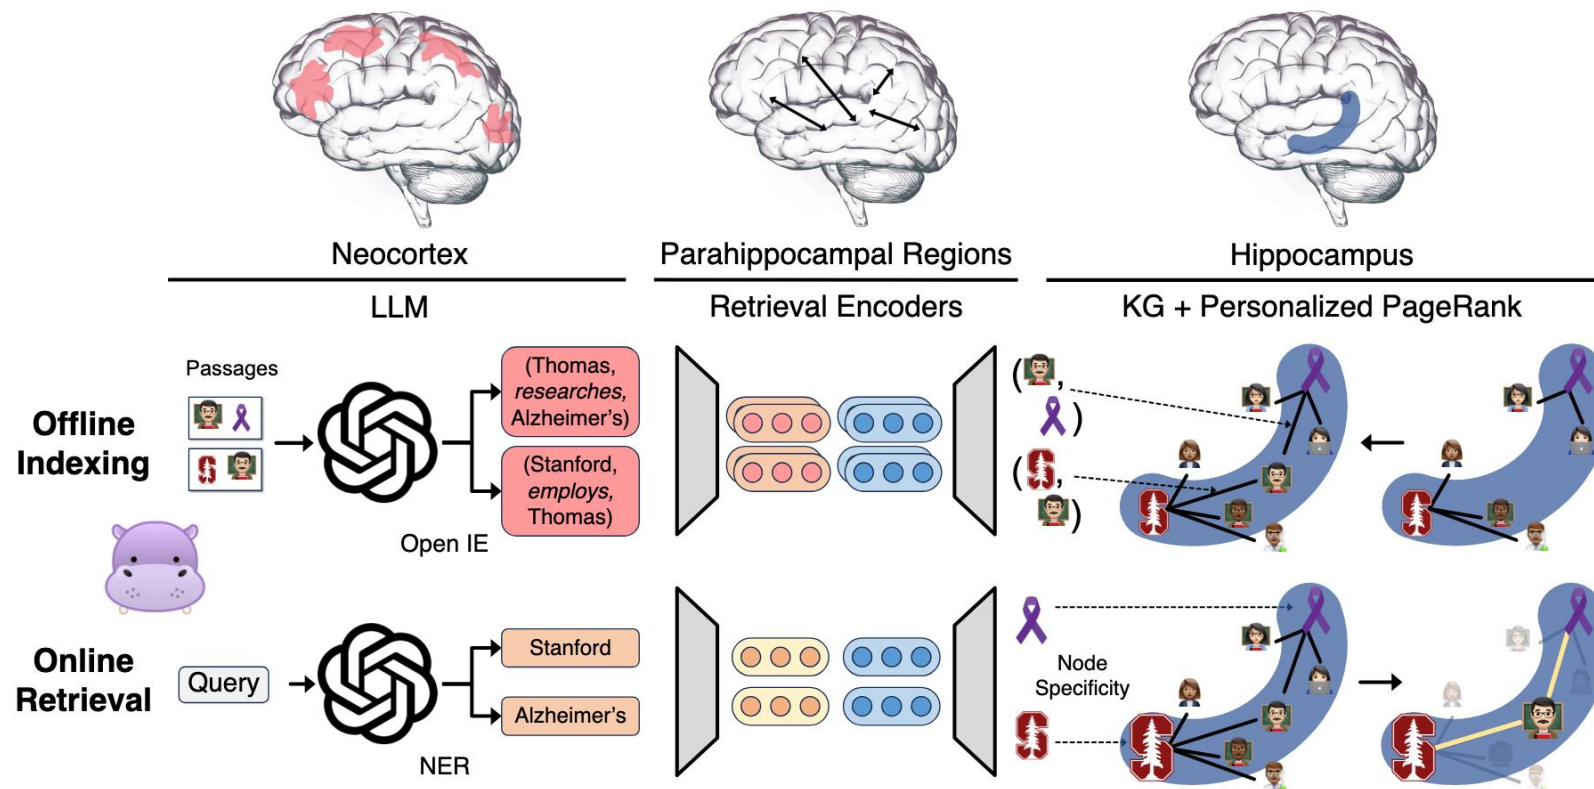 Neocortex
Parahippocampal Regions
Hippocampus
LLM
Retrieval Encoders
KG + Personalized PageRank
Offline
Indexing
Passages
(Thomas,
researches,
Alzheimer's)
(Stanford,
employs,
Thomas)
Open IE
( ,
)
( ,
)
Online
Retrieval
Query
Stanford
Alzheimer's
NER
Node
Specificity